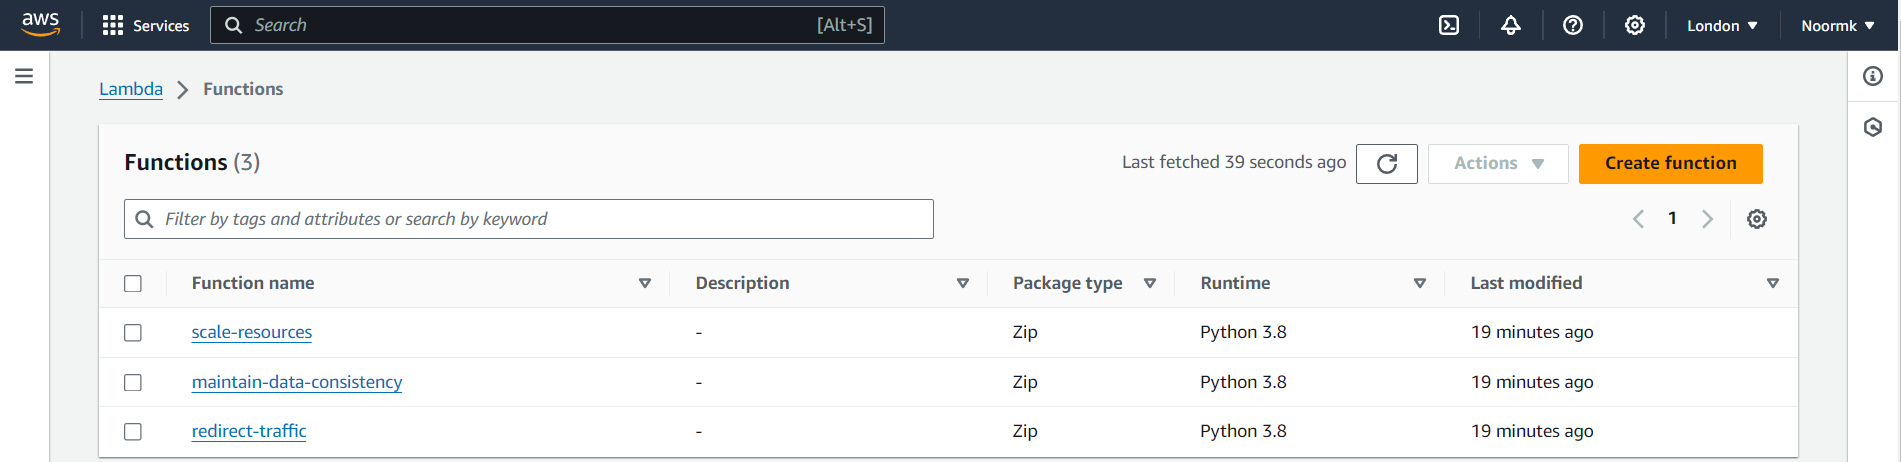 aws Services Search [Alt+S] London Noormk
Lambda Functions
Functions (3) Last fetched 39 seconds ago Actions Create function
Filter by tags and attributes or search by keyword 1
Function name Description Package type Runtime Last modified
scale-resources - Zip Python 3.8 19 minutes ago
maintain-data-consistency - Zip Python 3.8 19 minutes ago
redirect-traffic - Zip Python 3.8 19 minutes ago